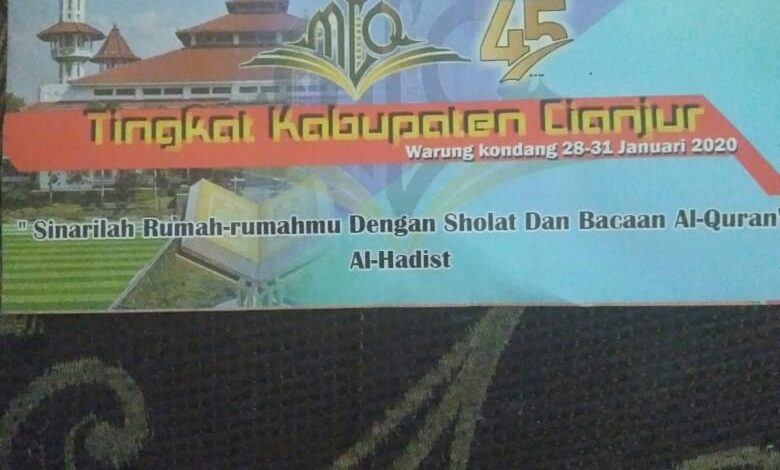 MTQ 45
Tingkat Kabupaten Cianjur
Warung kondang 28-31 Januari 2020
" Sinarilah Rumah-rumahmu Dengan Sholat Dan Bacaan Al-Quran"
Al-Hadist